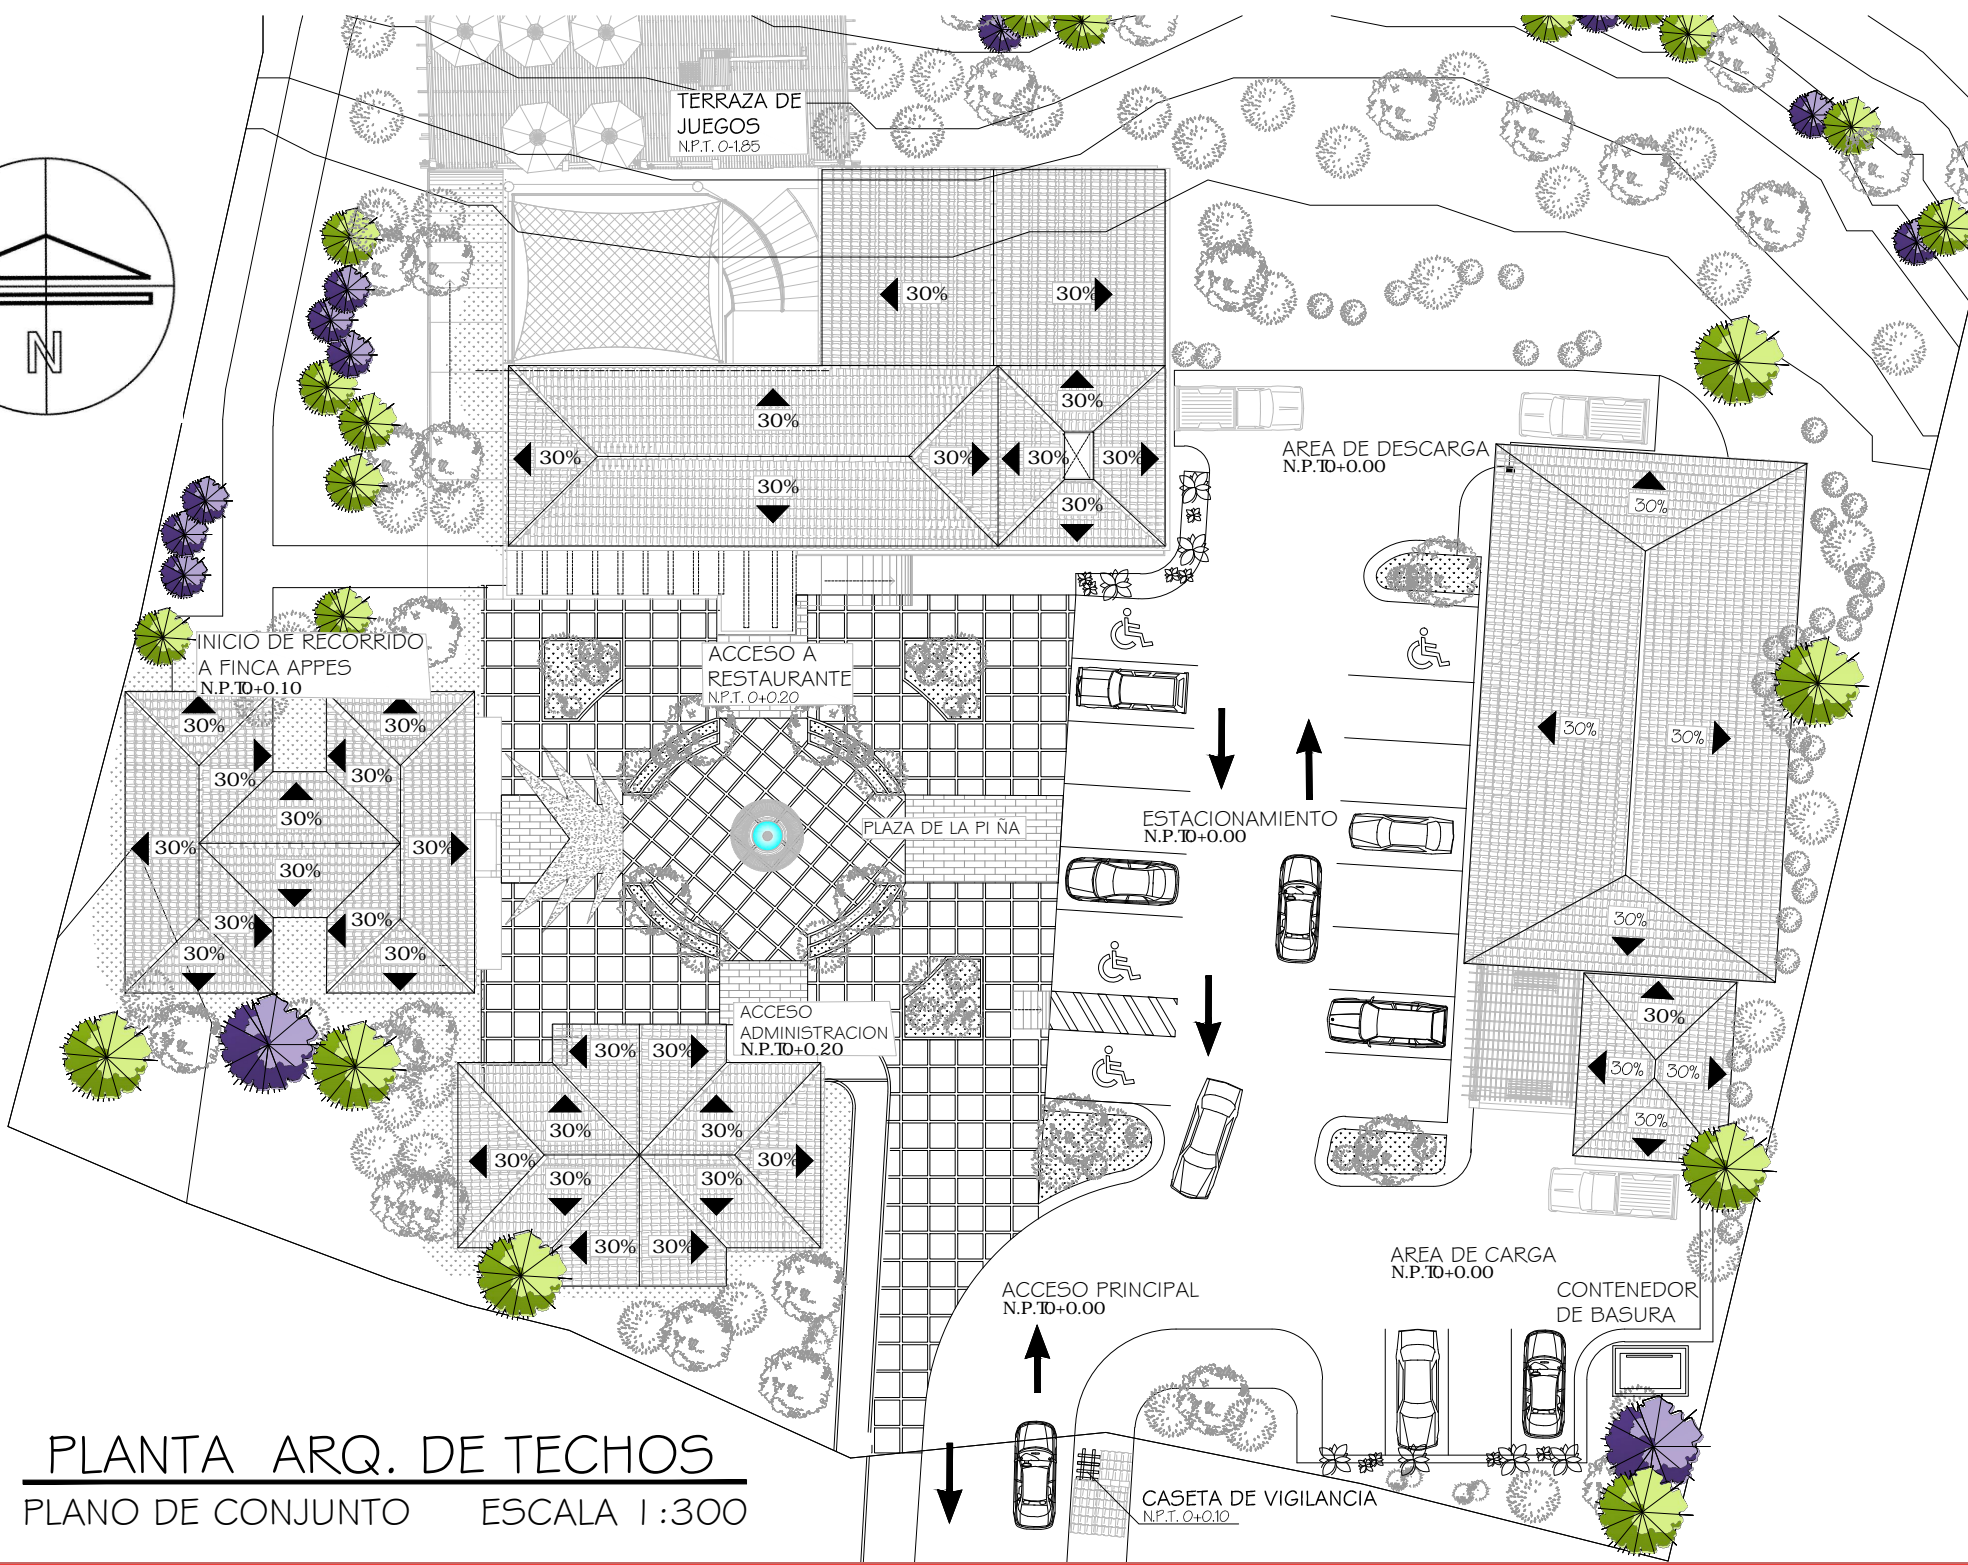 TERRAZA DE
JUEGOS
N.P.T. 0-1.85
N
30% 30%
30%
30%
30% 30% 30% 30%
30%
30%
AREA DE DESCARGA
N.P.T0+0.00
30%
INICIO DE RECORRIDO
A FINCA APPES
N.P.T0+0.10
ACCESO A
RESTAURANTE
N.P.T. 0+0.20
30% 30%
30% 30%
30%
30% 30%
30%
30% 30%
30% 30%
PLAZA DE LA PI ÑA
ESTACIONAMIENTO
N.P.T0+0.00
30% 30%
30%
ACCESO
ADMINISTRACION
N.P.T0+0.20
30% 30%
30% 30%
30% 30%
30% 30%
30% 30%
30%
30% 30%
30%
AREA DE CARGA
N.P.T0+0.00
ACCESO PRINCIPAL
N.P.T0+0.00
CONTENEDOR
DE BASURA
CASETA DE VIGILANCIA
N.P.T. 0+0.10
PLANTA ARQ. DE TECHOS
PLANO DE CONJUNTO ESCALA 1:300